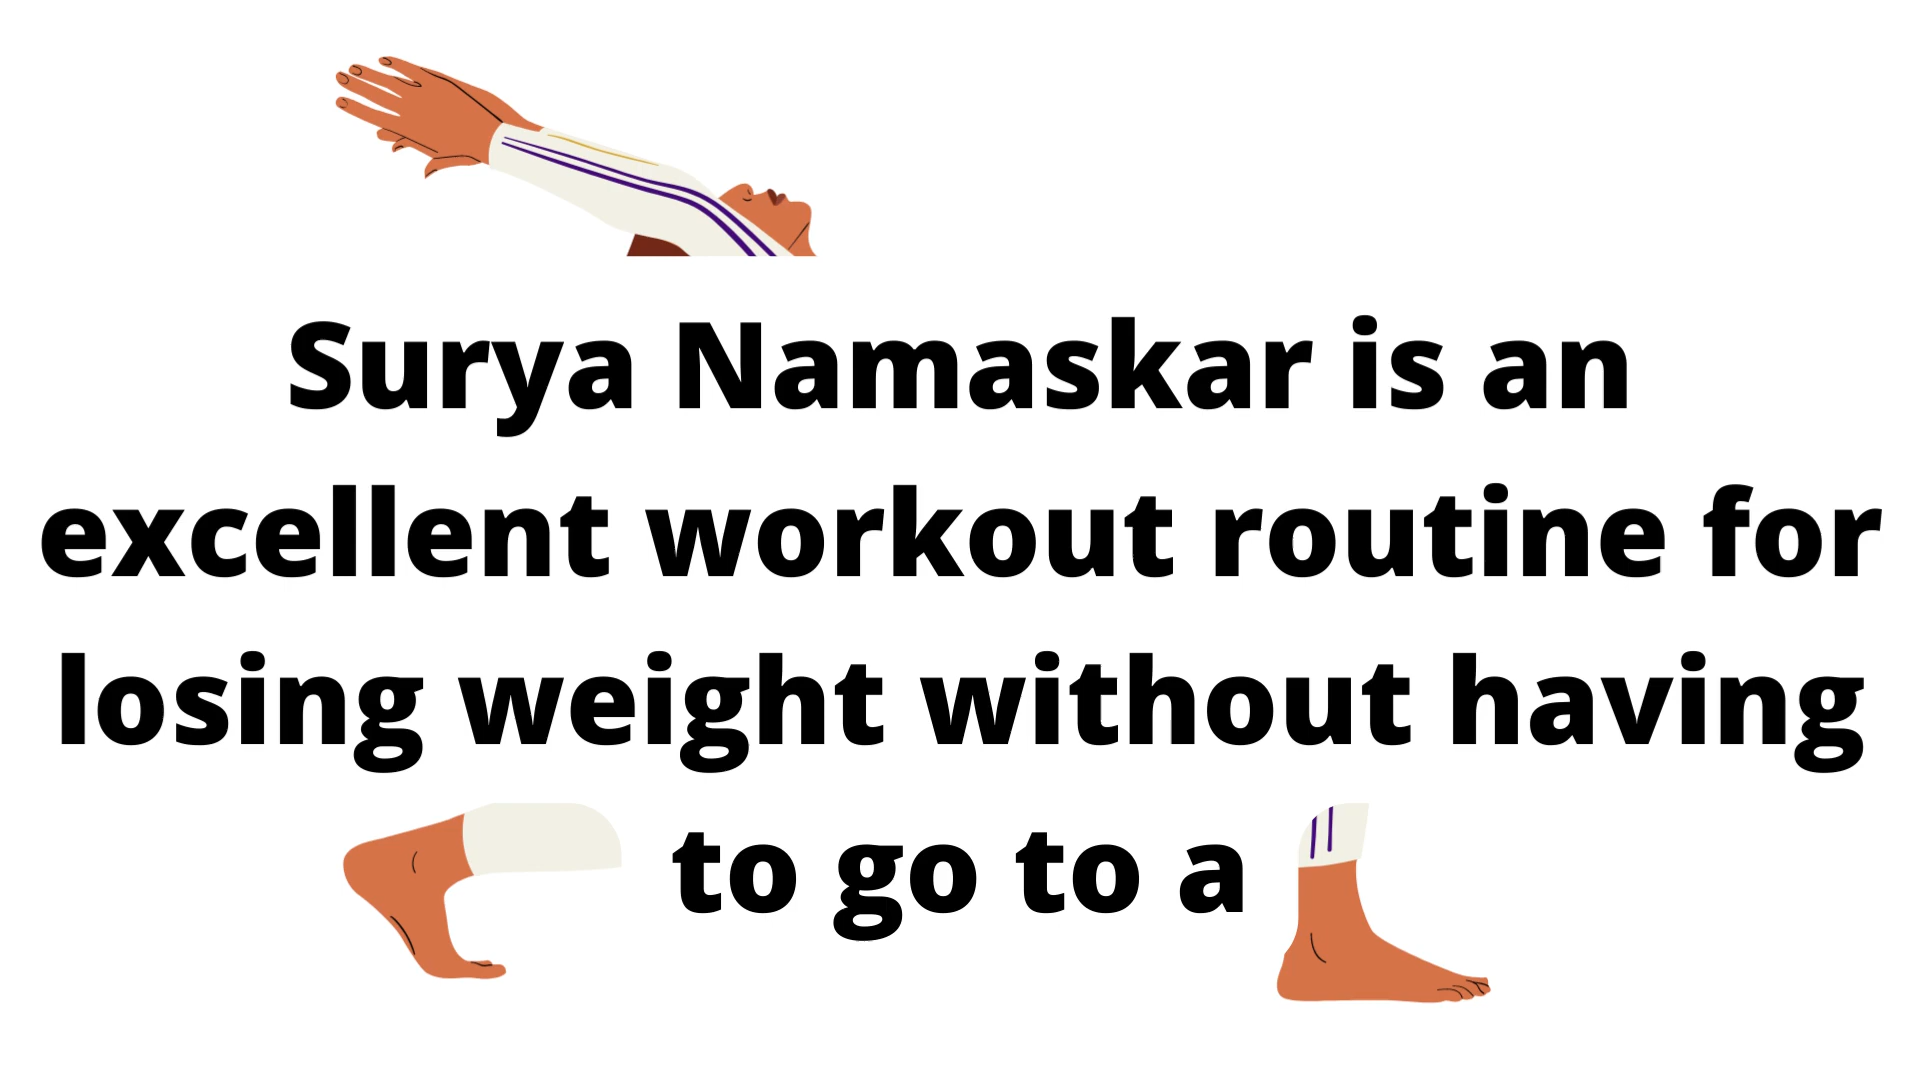 Surya Namaskar is an
excellent workout routine for
losing weight without having
to go to a